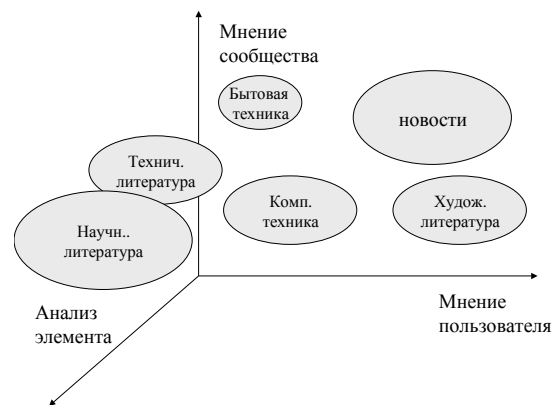 Мнение
сообщества
Бытовая
техника
новости
Технич.
литература
Комп.
техника
Худож.
литература
Научн..
литература
Анализ
элемента
Мнение
пользователя